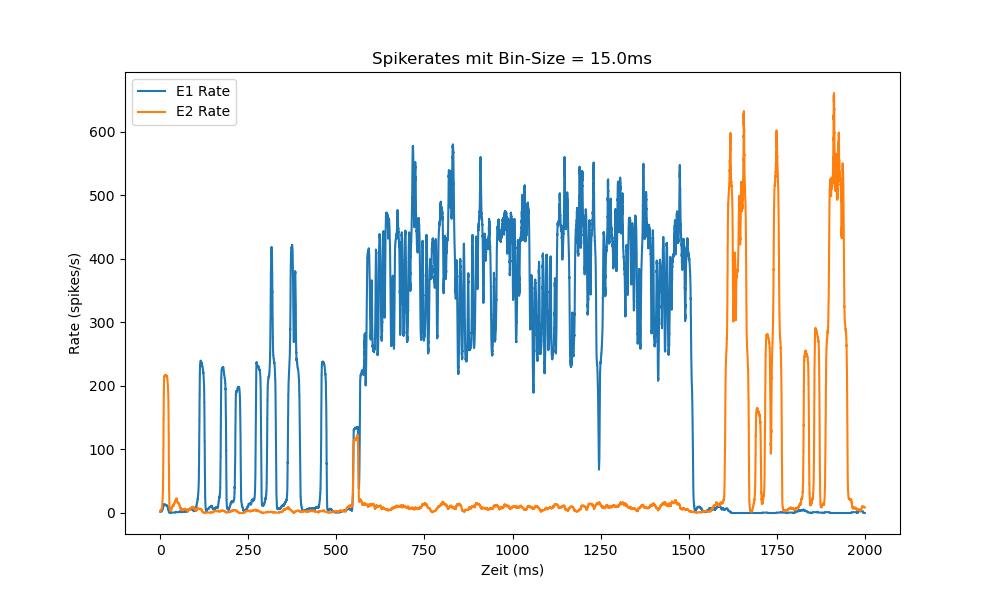 Spikerates mit Bin-Size = 15.0ms
E1 Rate
E2 Rate
600
500
400
300
200
100
0
Rate (spikes/s)
0 250 500 750 1000 1250 1500 1750 2000
Zeit (ms)